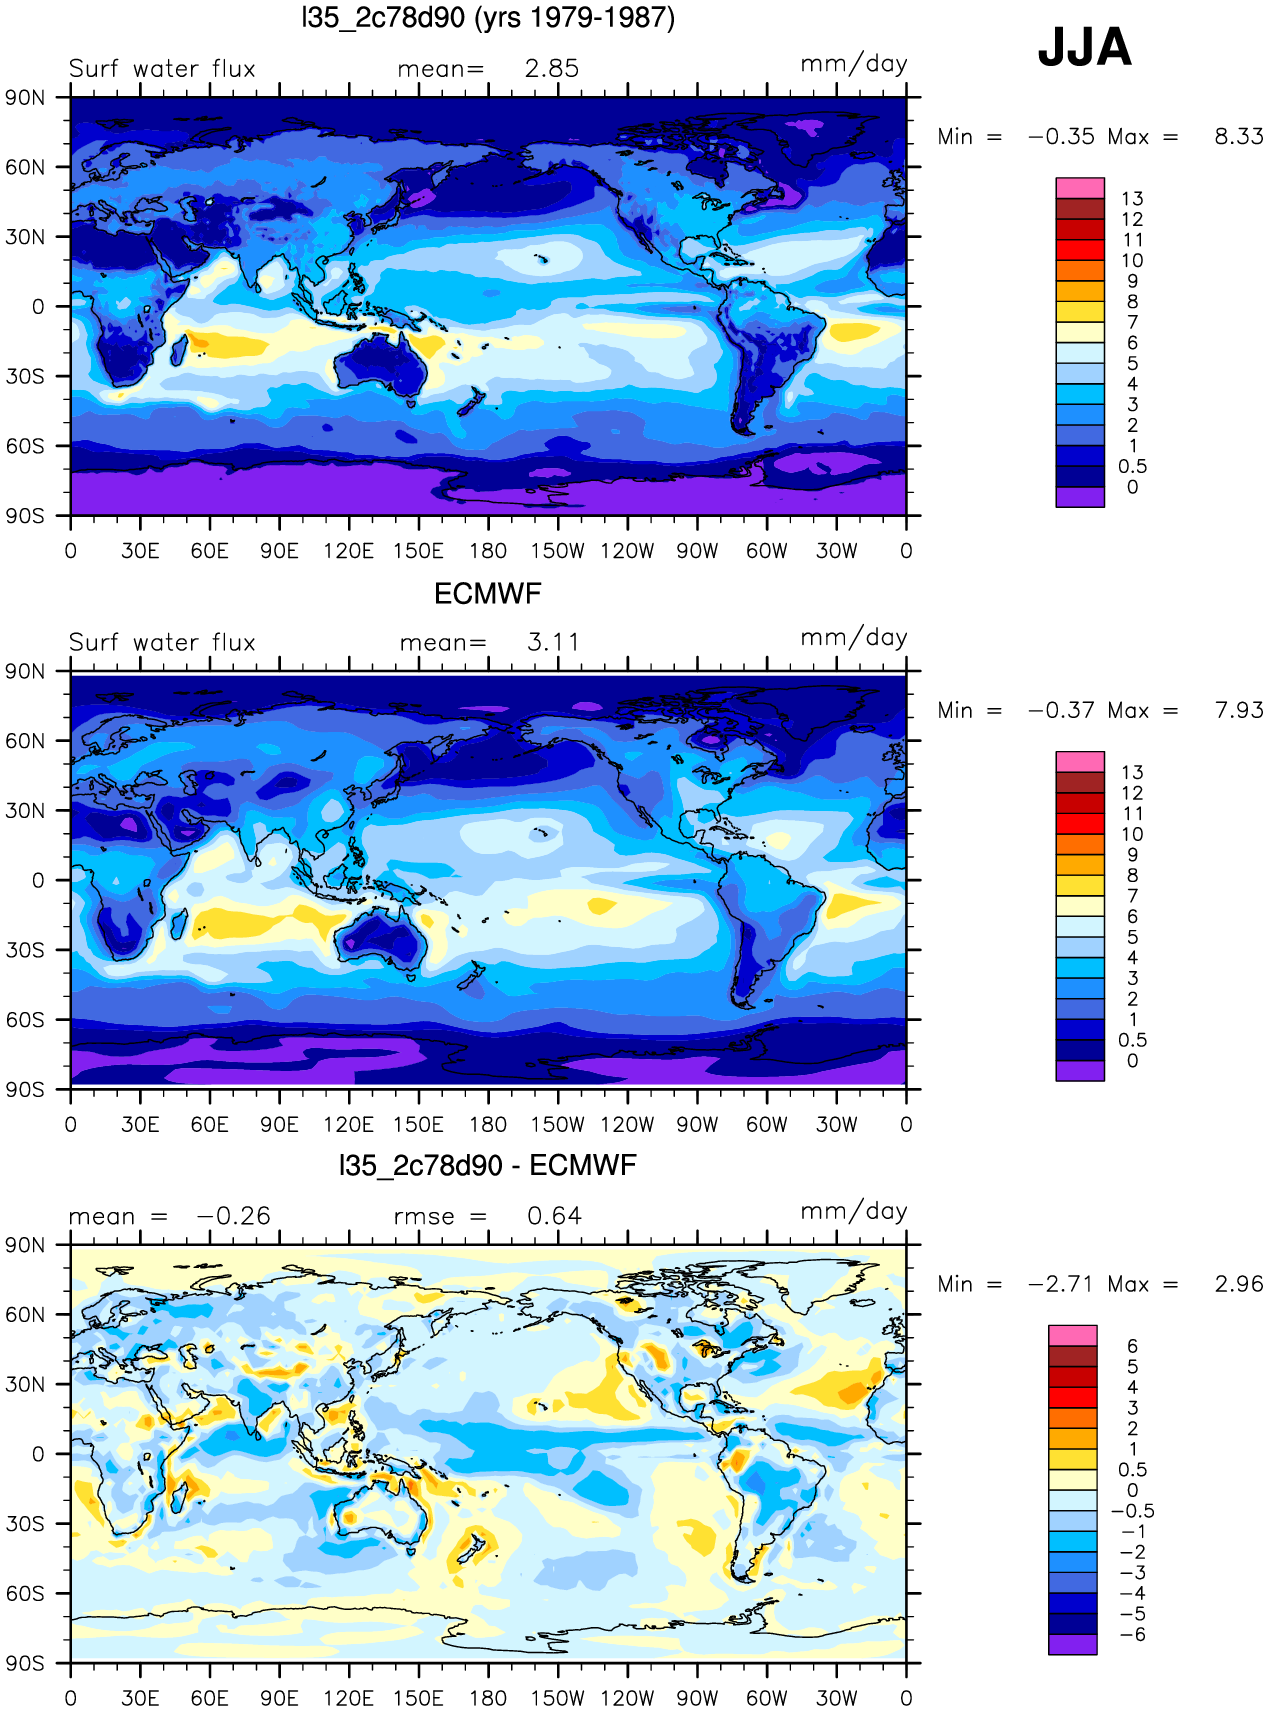 l35_2c78d90 (yrs 1979-1987)
JJA
Surf water flux mean= 2.85 mm/day
Min = −0.35 Max = 8.33
90N
60N
30N
0
30S
60S
90S
0 30E 60E 90E 120E 150E 180 150W 120W 90W 60W 30W 0
13
12
11
10
9
8
7
6
5
4
3
2
1
0.5
0
ECMWF
Surf water flux mean= 3.11 mm/day
Min = −0.37 Max = 7.93
90N
60N
30N
0
30S
60S
90S
0 30E 60E 90E 120E 150E 180 150W 120W 90W 60W 30W 0
13
12
11
10
9
8
7
6
5
4
3
2
1
0.5
0
l35_2c78d90 - ECMWF
mean = −0.26 rmse = 0.64 mm/day
Min = −2.71 Max = 2.96
90N
60N
30N
0
30S
60S
90S
0 30E 60E 90E 120E 150E 180 150W 120W 90W 60W 30W 0
6
5
4
3
2
1
0.5
0
−0.5
−1
−2
−3
−4
−5
−6